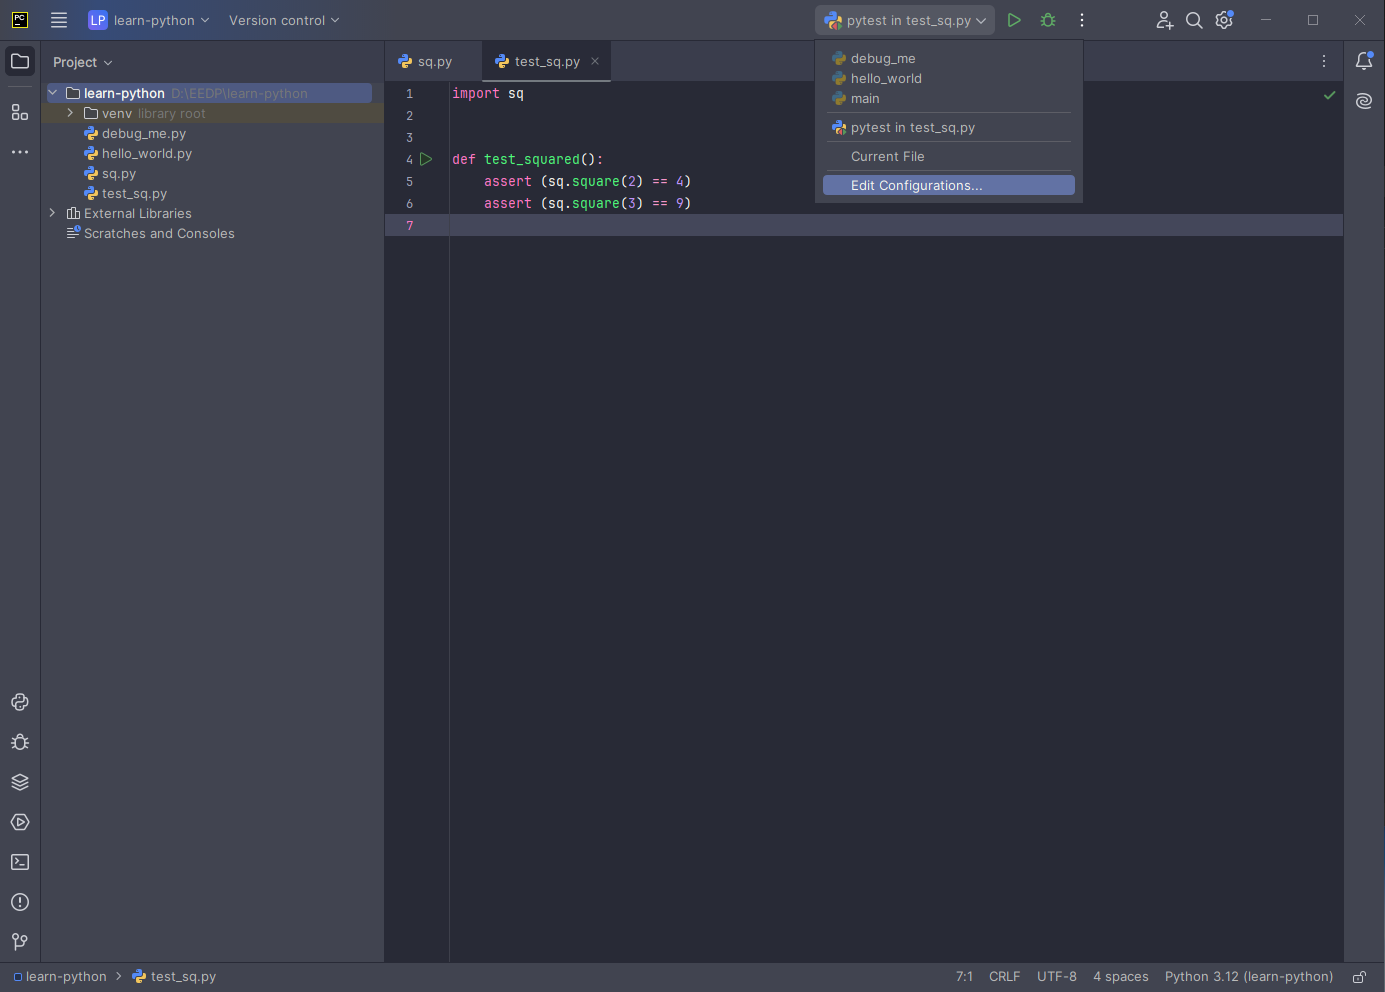 PC
LP learn-python Version control pytest in test_sq.py
Project
sq.py test_sq.py
learn-python D:\EEDP\learn-python
venv library root
debug_me.py
hello_world.py
sq.py
test_sq.py
External Libraries
Scratches and Consoles
1 import sq
2
3
4 def test_squared():
5 assert (sq.square(2) == 4)
6 assert (sq.square(3) == 9)
7
debug_me
hello_world
main
pytest in test_sq.py
Current File
Edit Configurations...
learn-python > test_sq.py 7:1 CRLF UTF-8 4 spaces Python 3.12 (learn-python)